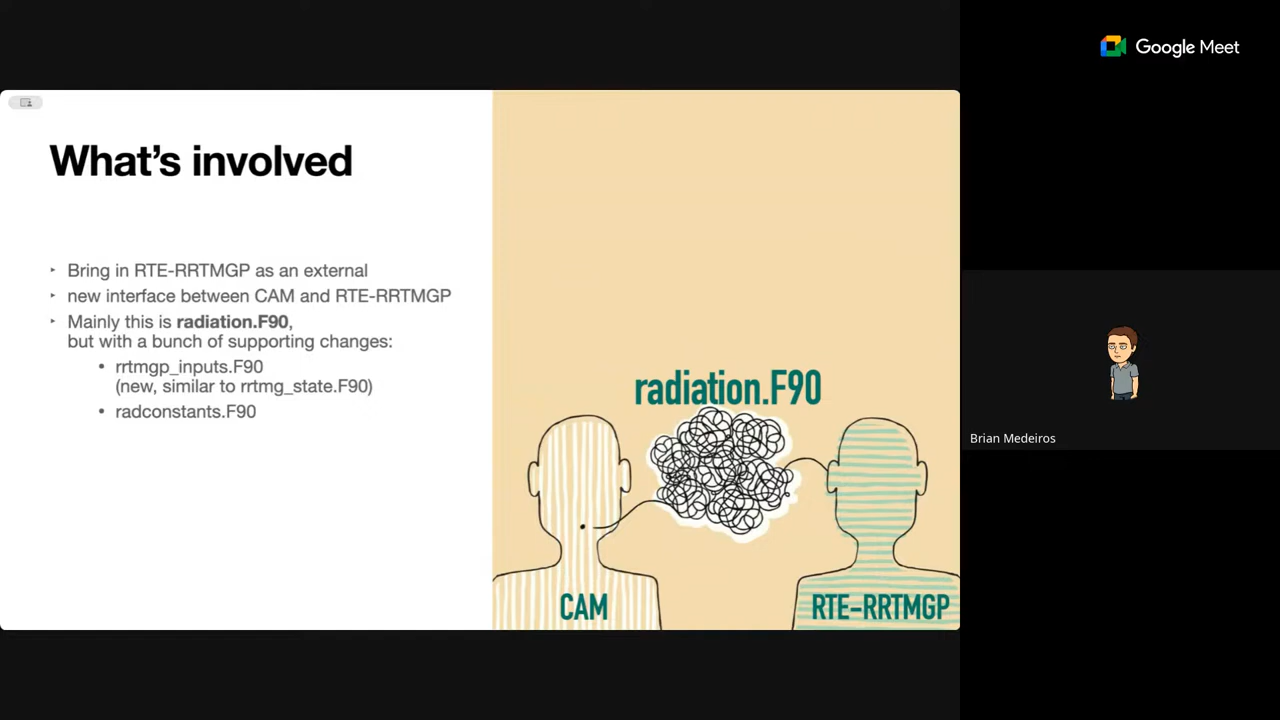 Google Meet
What's involved
‣ Bring in RTE-RRTMGP as an external
‣ new interface between CAM and RTE-RRTMGP
‣ Mainly this is radiation.F90,
but with a bunch of supporting changes:
• rrtmgp_inputs.F90
(new, similar to rrtmg_state.F90)
• radconstants.F90
radiation.F90
CAM
RTE-RRTMGP
Brian Medeiros